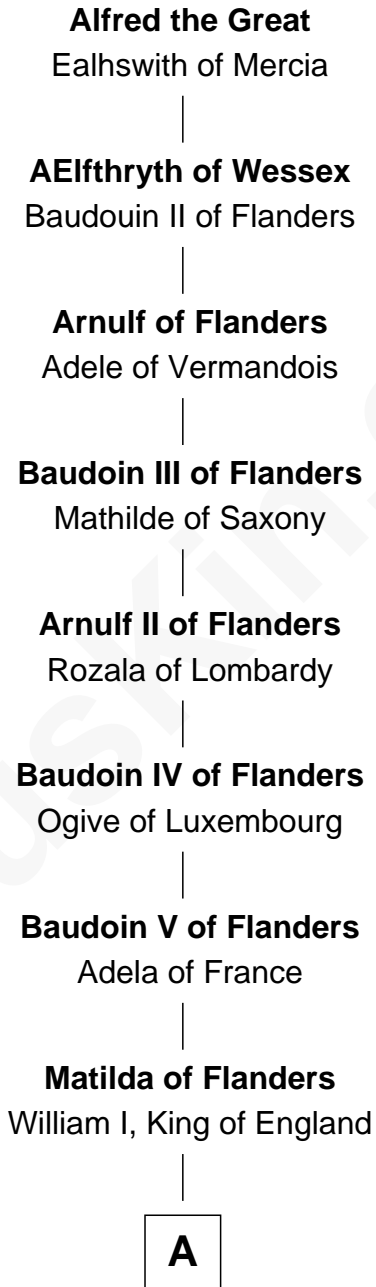 Alfred the Great
Ealhswith of Mercia
AElfthryth of Wessex
Baudouin II of Flanders
Arnulf of Flanders
Adele of Vermandois
Baudoin III of Flanders
Mathilde of Saxony
Arnulf II of Flanders
Rozala of Lombardy
Baudoin IV of Flanders
Ogive of Luxembourg
Baudoin V of Flanders
Adela of France
Matilda of Flanders
William I, King of England
A